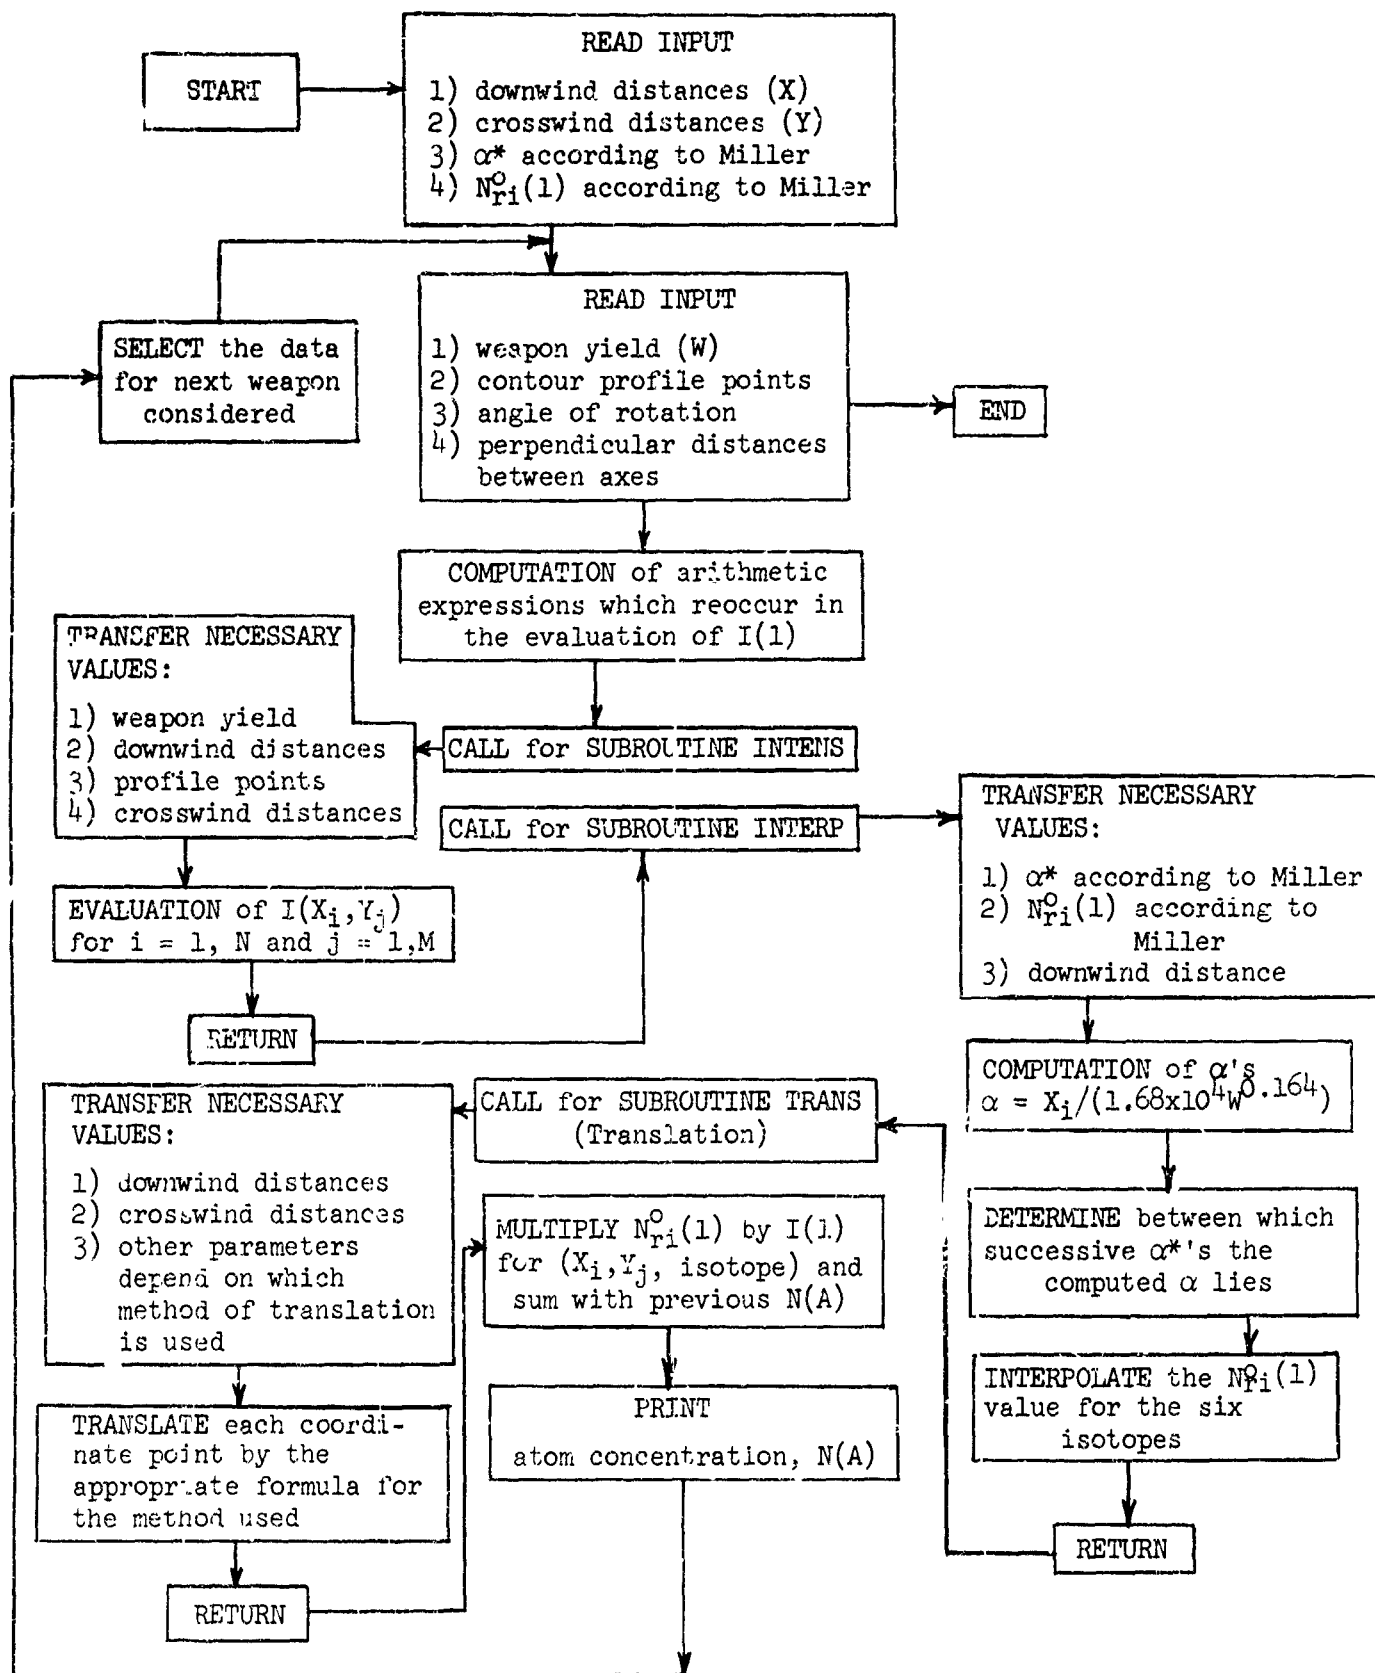 START
READ INPUT
1) downwind distances (X)
2) crosswind distances (Y)
3) α* according to Miller
4) N°ri(1) according to Miller
SELECT the data
for next weapon
considered
READ INPUT
1) weapon yield (W)
2) contour profile points
3) angle of rotation
4) perpendicular distances
between axes
END
COMPUTATION of arithmetic
expressions which reoccur in
the evaluation of I(1)
TRANSFER NECESSARY
VALUES:
1) weapon yield
2) downwind distances
3) profile points
4) crosswind distances
CALL for SUBROUTINE INTENS
CALL for SUBROUTINE INTERP
EVALUATION of I(Xi,Yj)
for i = 1, N and j = 1,M
RETURN
TRANSFER NECESSARY
VALUES:
1) α* according to Miller
2) N°ri(1) according to
Miller
3) downwind distance
COMPUTATION of α's
α = Xi/(1.68x10^4W^0.164)
DETERMINE between which
successive α*'s the
computed α lies
INTERPOLATE the N°ri(1)
value for the six
isotopes
RETURN
CALL for SUBROUTINE TRANS
(Translation)
TRANSFER NECESSARY
VALUES:
1) downwind distances
2) crosswind distances
3) other parameters
depend on which
method of translation
is used
TRANSLATE each coordi-
nate point by the
appropriate formula for
the method used
RETURN
MULTIPLY N°ri(1) by I(1)
for (Xi,Yj, isotope) and
sum with previous N(A)
PRINT
atom concentration, N(A)